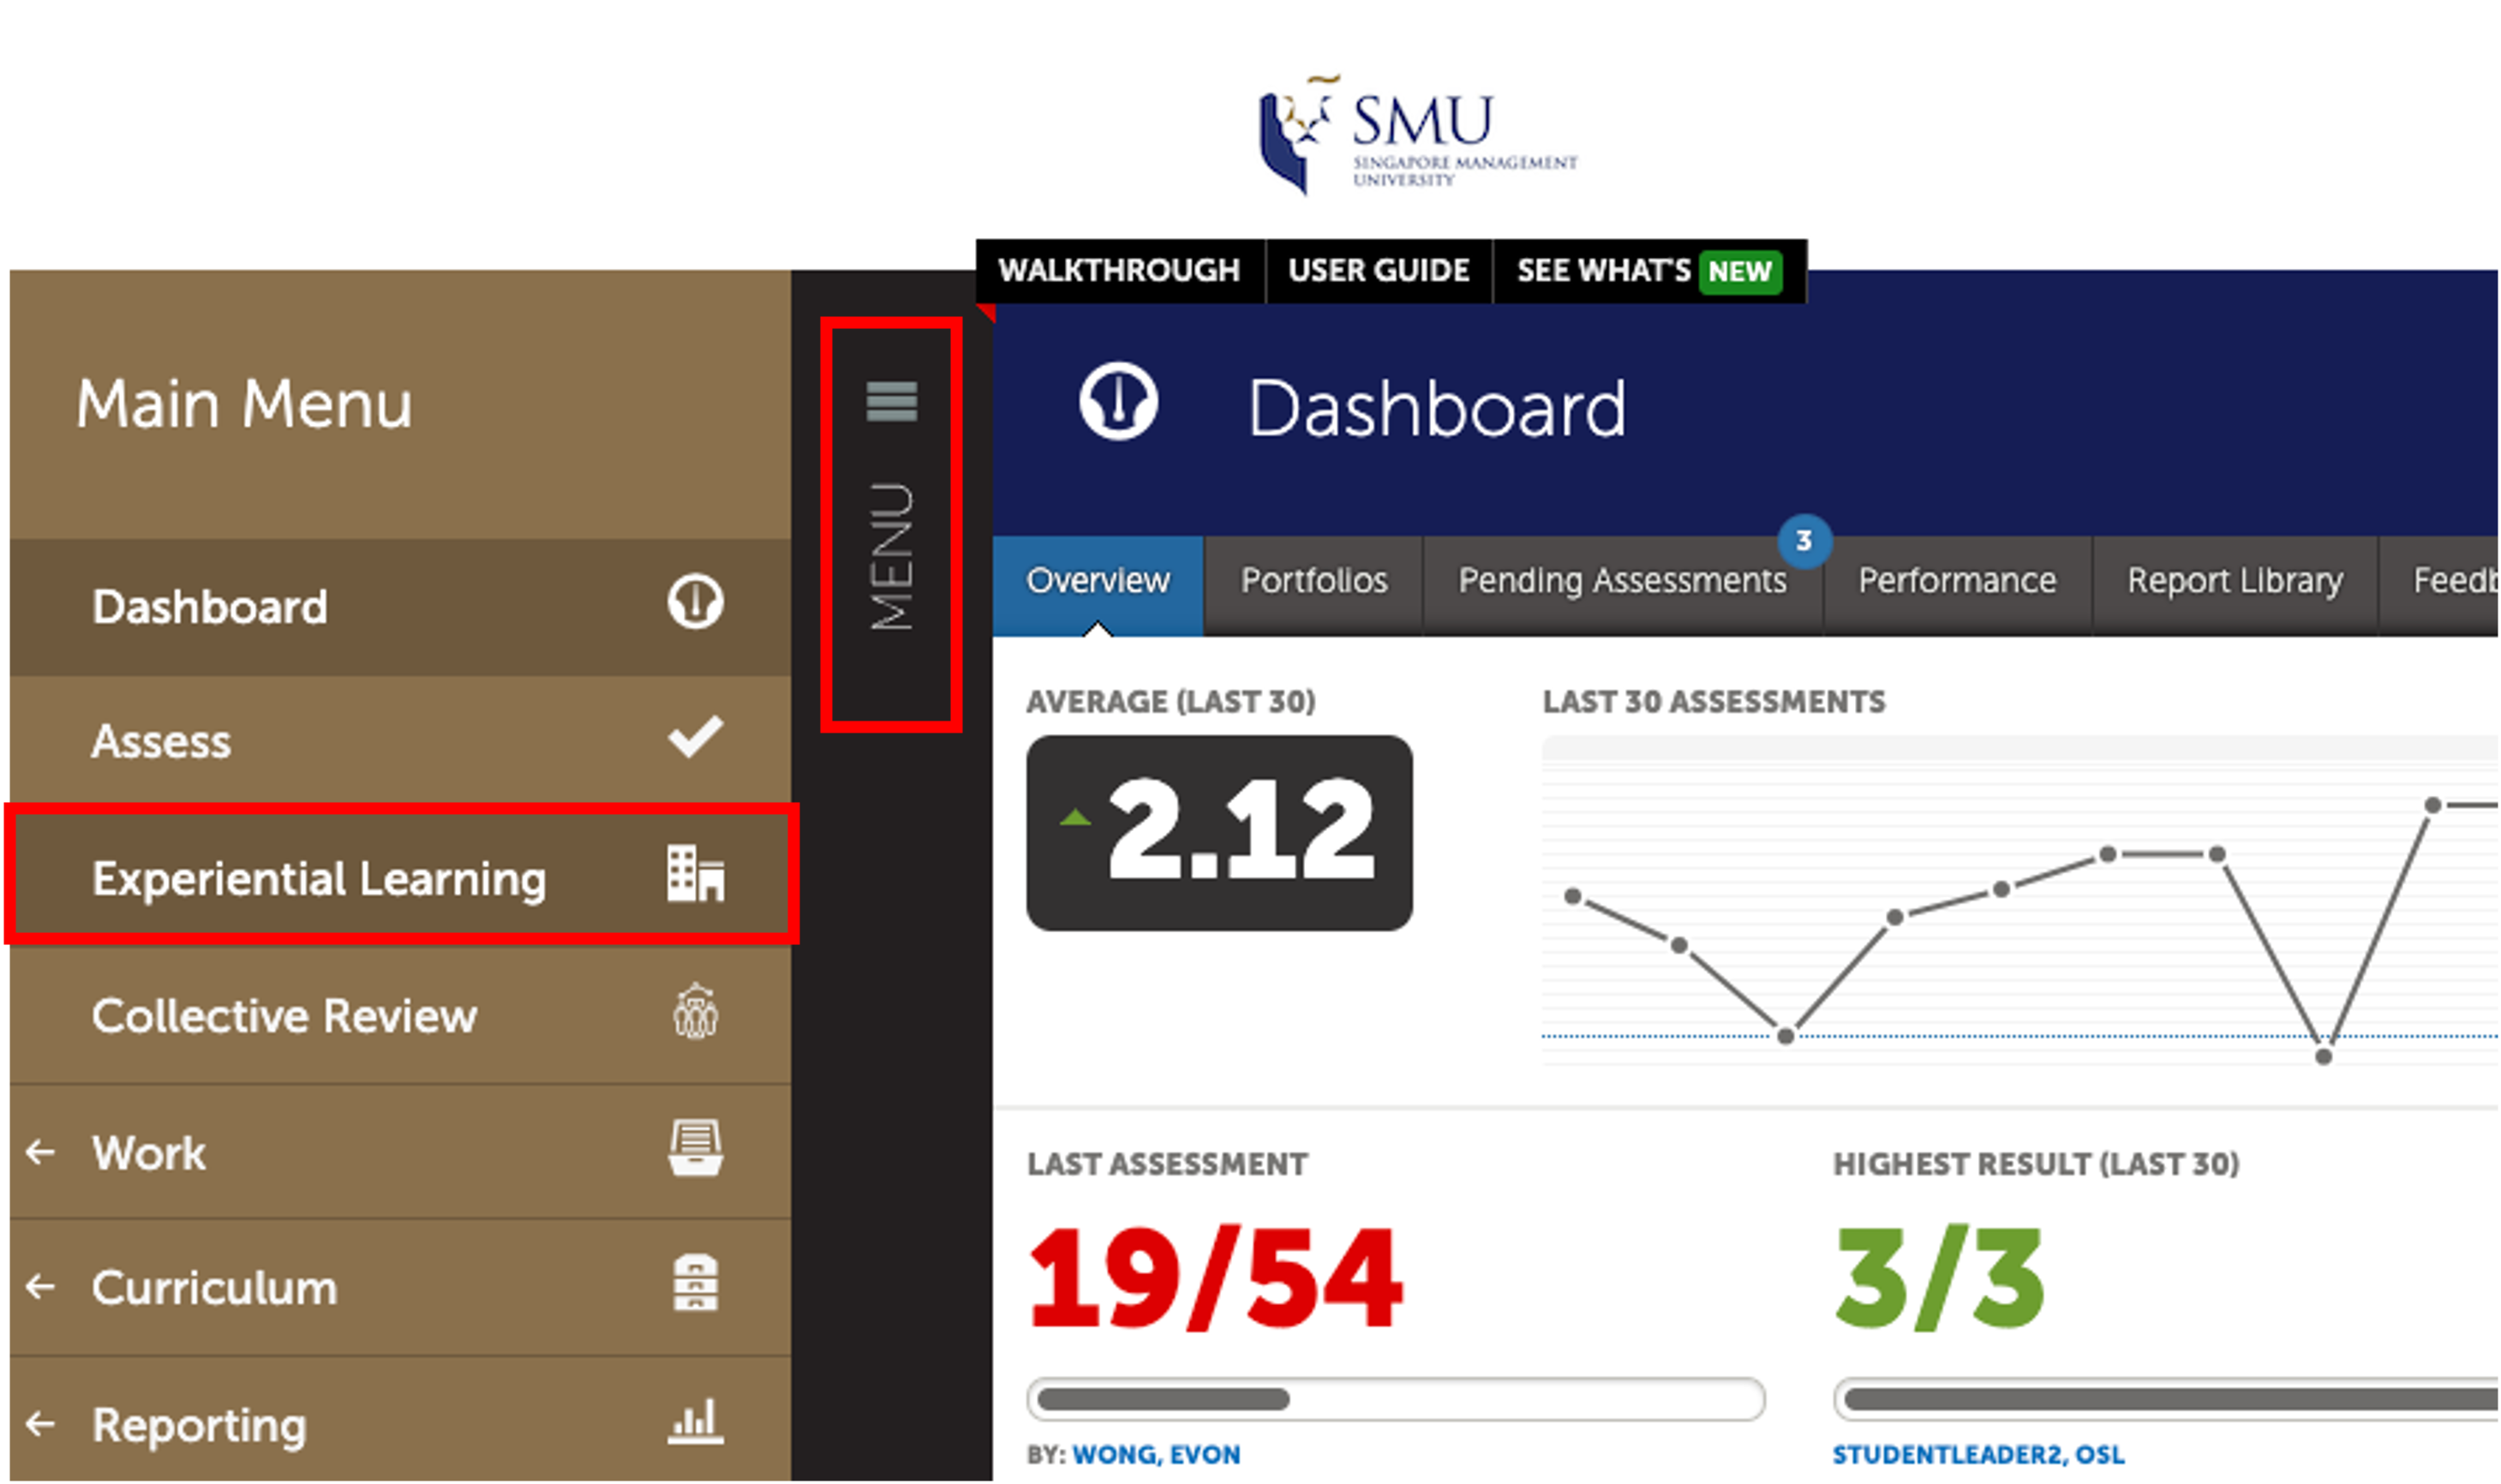 SMU
SINGAPORE MANAGEMENT
UNIVERSITY
WALKTHROUGH
USER GUIDE
SEE WHAT'S NEW
Main Menu
Dashboard
Assess
Experiential Learning
Collective Review
Work
Curriculum
Reporting
MENU
Dashboard
Overview
Portfolios
Pending Assessments
3
Performance
Report Library
Feedb
AVERAGE (LAST 30)
2.12
LAST 30 ASSESSMENTS
LAST ASSESSMENT
19/54
BY: WONG, EVON
HIGHEST RESULT (LAST 30)
3/3
STUDENTLEADER2, OSL